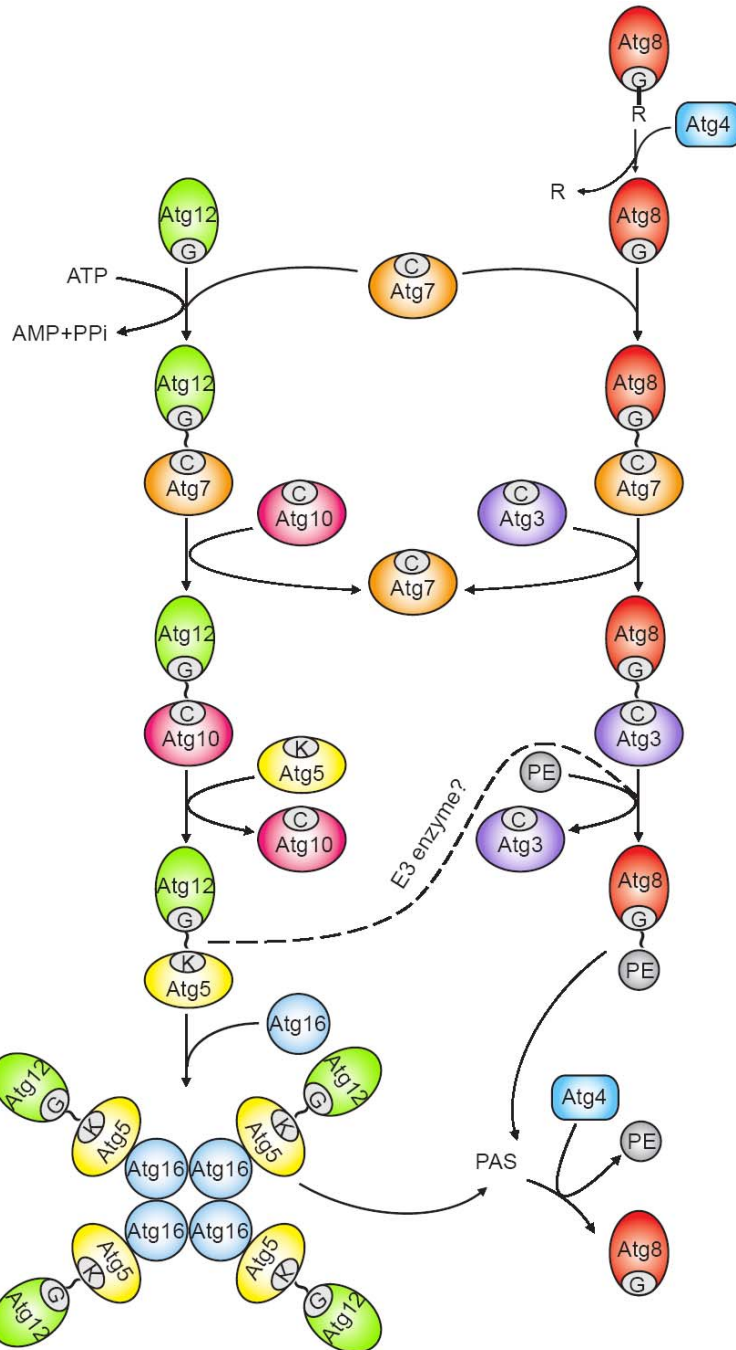 Atg8
G
R
Atg4
R
Atg12
G
Atg8
G
ATP
C
Atg7
AMP+PPi
Atg12
G
C
Atg7
Atg8
G
C
Atg7
C
Atg10
C
Atg3
C
Atg7
Atg12
G
C
Atg10
Atg8
G
C
Atg3
K
Atg5
PE
C
Atg10
E3 enzyme?
C
Atg3
Atg12
G
K
Atg5
Atg8
G
PE
Atg16
Atg12
G
K
Atg5
Atg12
G
K
Atg5
Atg16
Atg16
Atg16
Atg16
Atg5
K
G
Atg12
Atg5
K
G
Atg12
PAS
Atg4
PE
Atg8
G